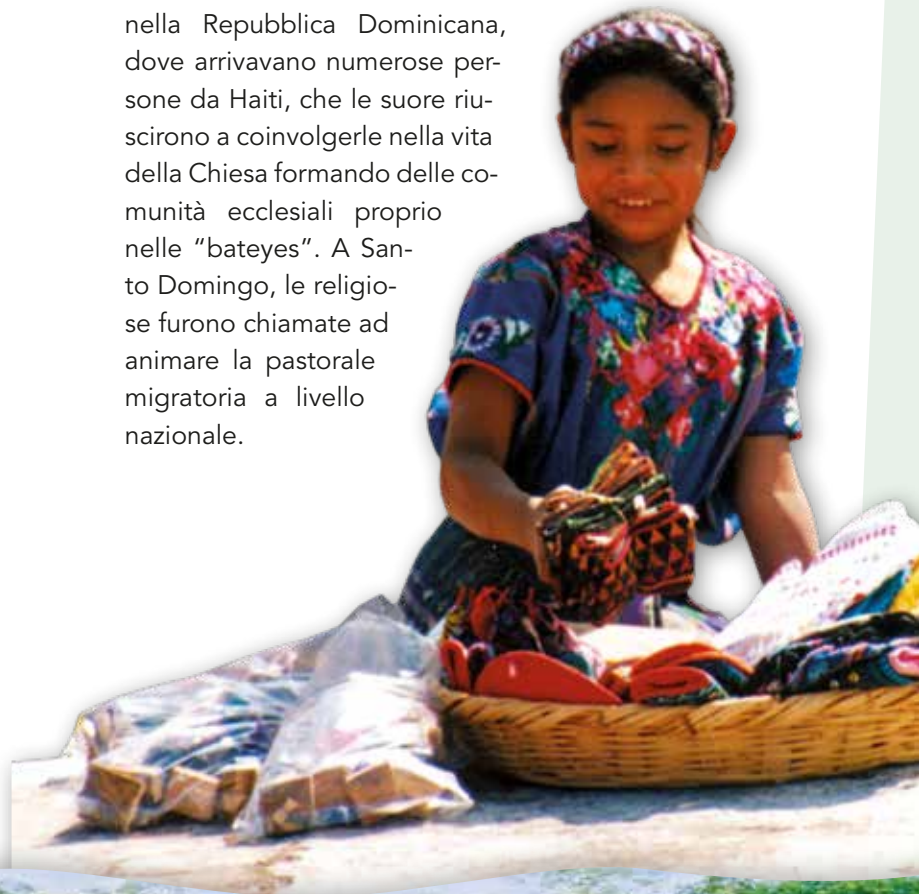 nella Repubblica Dominicana,
dove arrivavano numerose per-
sone da Haiti, che le suore riu-
scirono a coinvolgerle nella vita
della Chiesa formando delle co-
munità ecclesiali proprio
nelle “bateyes”. A San-
to Domingo, le religio-
se furono chiamate ad
animare la pastorale
migratoria a livello
nazionale.